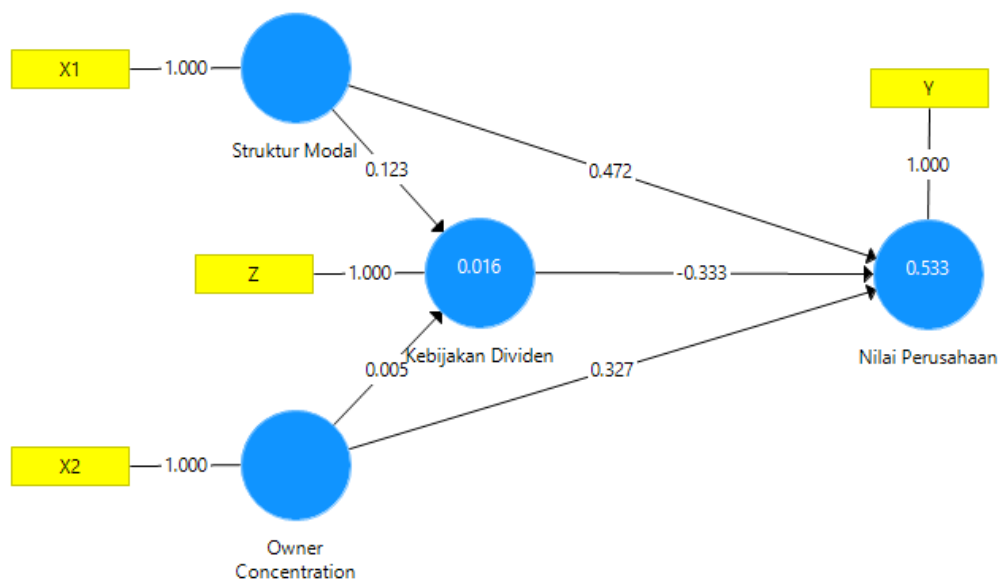 X1
1.000
Struktur Modal
0.123
0.472
Y
1.000
Z
1.000
0.016
-0.333
0.533
Kebijakan Dividen
Nilai Perusahaan
0.005
0.327
X2
1.000
Owner
Concentration